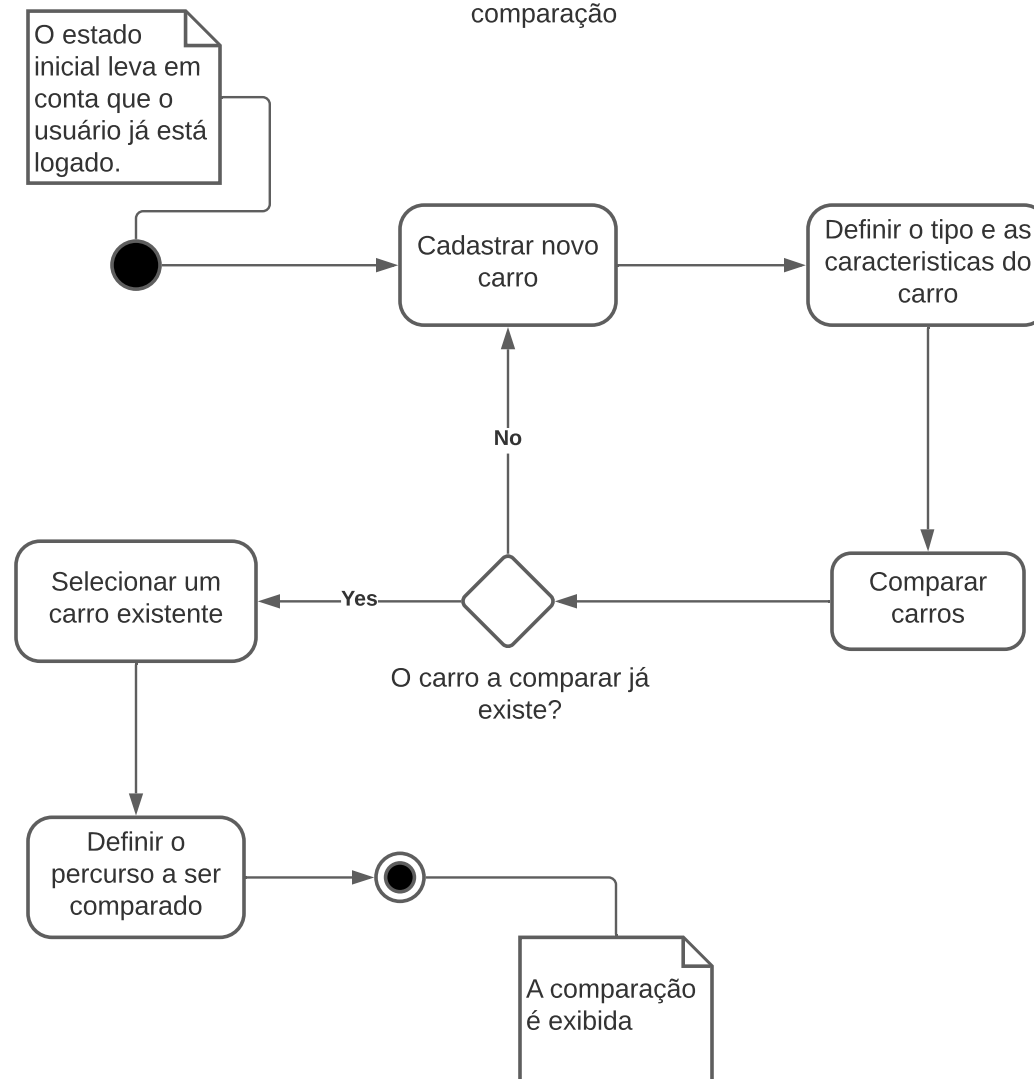 comparação
O estado
inicial leva em
conta que o
usuário já está
logado.
Cadastrar novo
carro
Definir o tipo e as
caracteristicas do
carro
No
Selecionar um
carro existente
Yes
Comparar
carros
O carro a comparar já
existe?
Definir o
percurso a ser
comparado
A comparação
é exibida